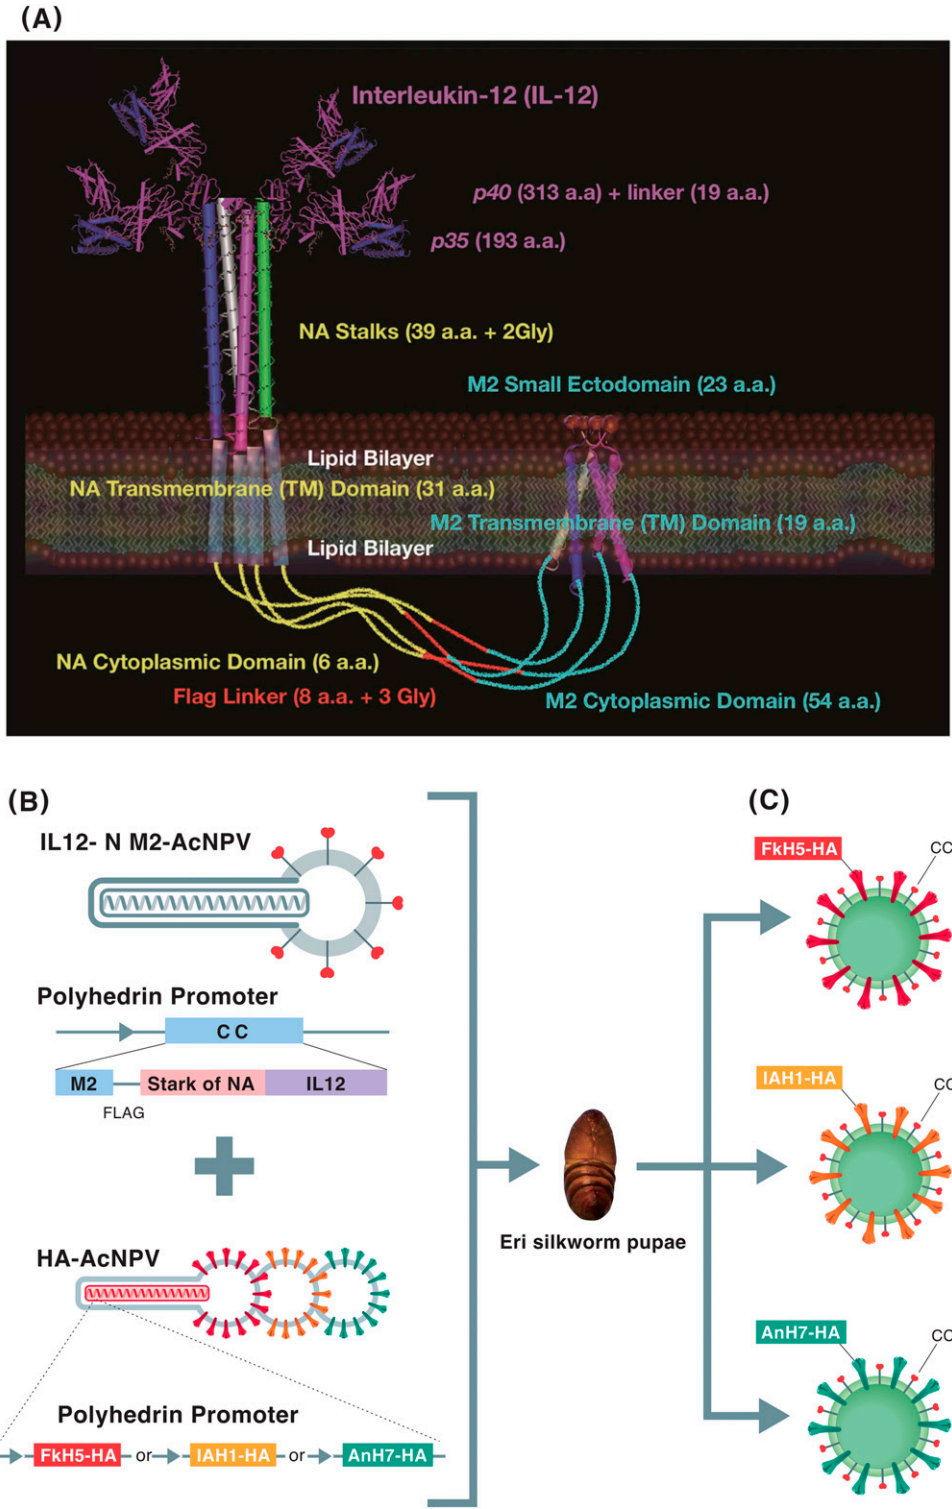 (A)
Interleukin-12 (IL-12)
p40 (313 a.a) + linker (19 a.a.)
p35 (193 a.a.)
NA Stalks (39 a.a. + 2Gly)
M2 Small Ectodomain (23 a.a.)
Lipid Bilayer
NA Transmembrane (TM) Domain (31 a.a.)
M2 Transmembrane (TM) Domain (19 a.a.)
Lipid Bilayer
NA Cytoplasmic Domain (6 a.a.)
Flag Linker (8 a.a. + 3 Gly)
M2 Cytoplasmic Domain (54 a.a.)
(B)
IL12- N M2-AcNPV
Polyhedrin Promoter
C C
M2
Stark of NA
IL12
FLAG
HA-AcNPV
Polyhedrin Promoter
FkH5-HA or IAH1-HA or AnH7-HA
Eri silkworm pupae
(C)
FkH5-HA
CC
IAH1-HA
CC
AnH7-HA
CC